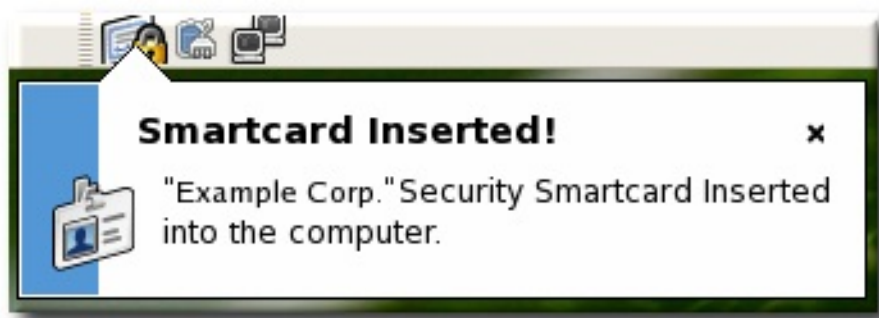 Smartcard Inserted!
"Example Corp."Security Smartcard Inserted
into the computer.